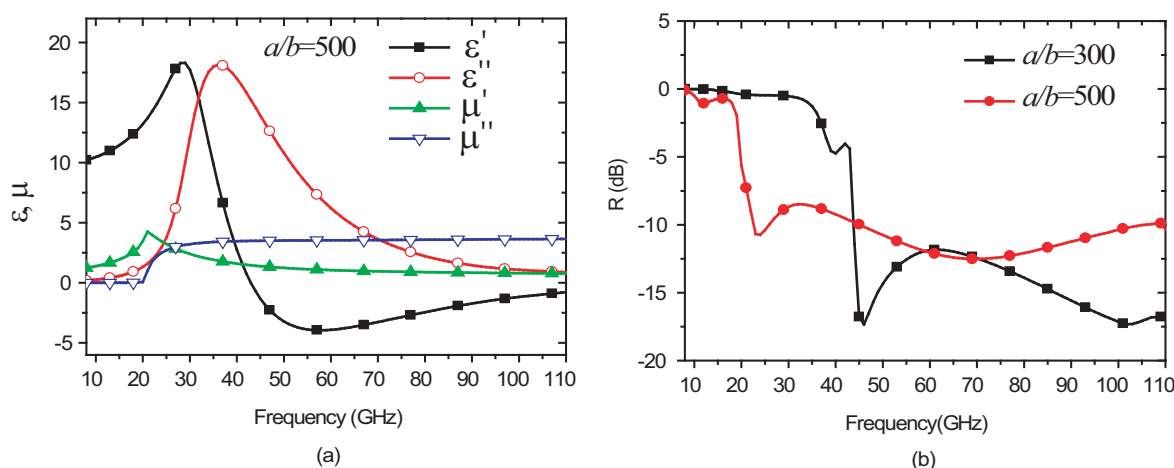 a/b=500
ε'
ε''
μ'
μ''
20
15
10
5
0
-5
ε, μ
10 20 30 40 50 60 70 80 90 100 110
Frequency (GHz)
(a)
a/b=300
a/b=500
5
0
-5
-10
-15
-20
R (dB)
10 20 30 40 50 60 70 80 90 100
Frequency(GHz)
(b)